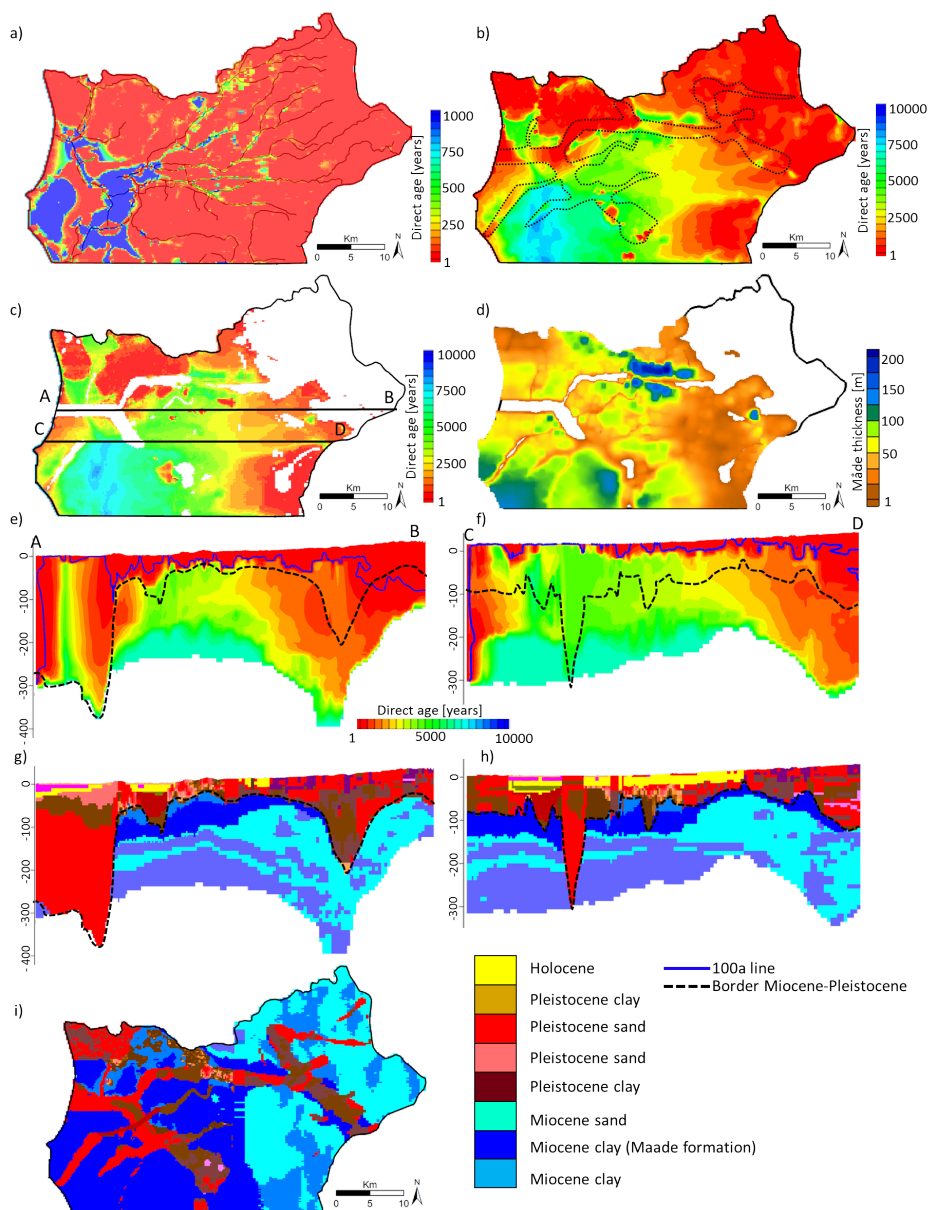 a)
1000
750
500
250
1
Direct age [years]
Km
0 5 10
N
b)
10000
7500
5000
2500
1
Direct age [years]
Km
0 5 10
N
c)
A B
C D
10000
7500
5000
2500
1
Direct age [years]
Km
0 5 10
N
d)
200
150
100
50
1
Måde thickness [m]
Km
0 5 10
N
e)
A B
0
-100
-200
-300
-400
f)
C D
0
-100
-200
-300
Direct age [years]
1 5000 10000
g)
0
-100
-200
-300
-400
h)
0
-100
-200
-300
i)
Km
0 5 10
N
Holocene
Pleistocene clay
Pleistocene sand
Pleistocene sand
Pleistocene clay
Miocene sand
Miocene clay (Maade formation)
Miocene clay
100a line
Border Miocene-Pleistocene